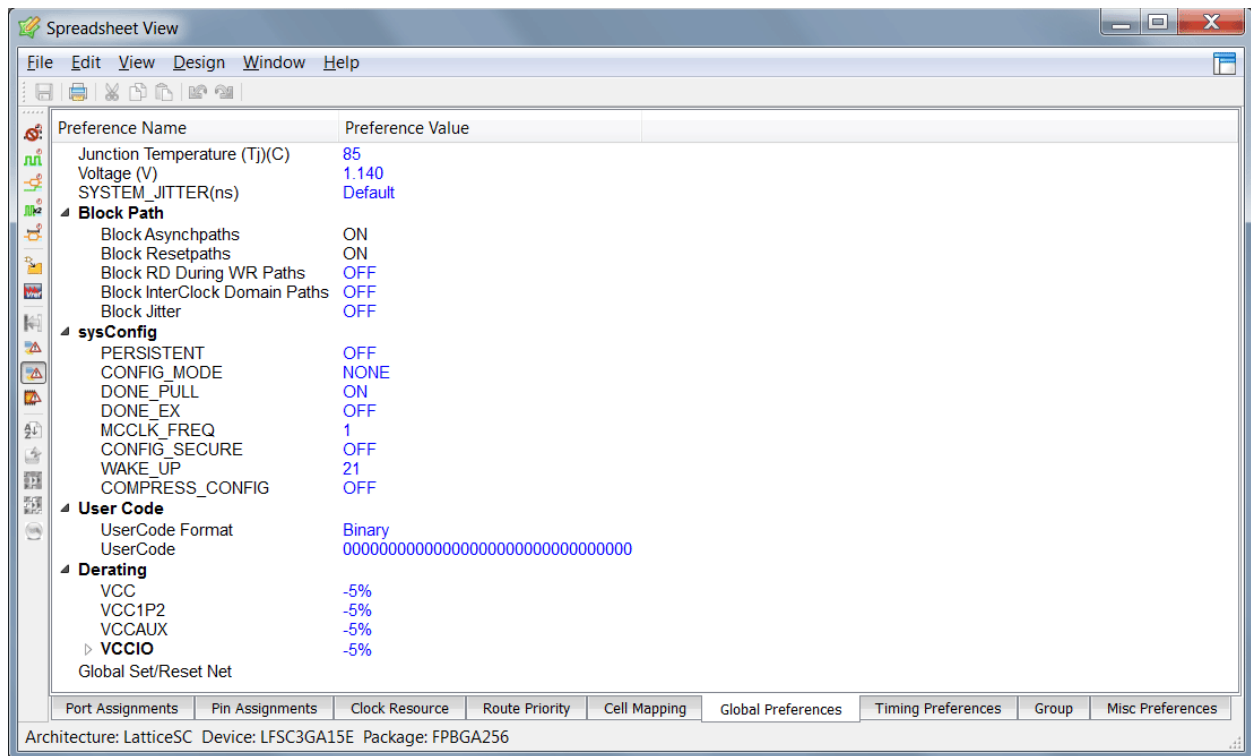 Spreadsheet View
File Edit View Design Window Help
Preference Name Preference Value
Junction Temperature (Tj)(C) 85
Voltage (V) 1.140
SYSTEM_JITTER(ns) Default
Block Path
Block Asynchpaths ON
Block Resetpaths ON
Block RD During WR Paths OFF
Block InterClock Domain Paths OFF
Block Jitter OFF
sysConfig
PERSISTENT OFF
CONFIG_MODE NONE
DONE_PULL ON
DONE_EX OFF
MCCLK_FREQ 1
CONFIG_SECURE OFF
WAKE_UP 21
COMPRESS_CONFIG OFF
User Code
UserCode Format Binary
UserCode 00000000000000000000000000000000
Derating
VCC -5%
VCC1P2 -5%
VCCAUX -5%
VCCIO -5%
Global Set/Reset Net
Port Assignments Pin Assignments Clock Resource Route Priority Cell Mapping Global Preferences Timing Preferences Group Misc Preferences
Architecture: LatticeSC Device: LFSC3GA15E Package: FPBGA256